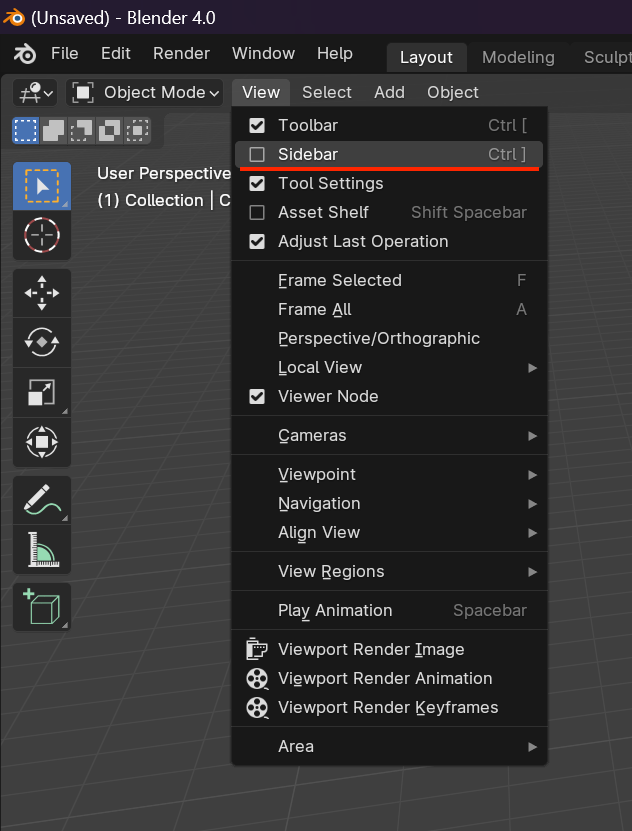 (Unsaved) - Blender 4.0
File Edit Render Window Help Layout Modeling Sculpt
Object Mode View Select Add Object
Toolbar Ctrl [
Sidebar Ctrl ]
User Perspective
Tool Settings
(1) Collection | C
Asset Shelf Shift Spacebar
Adjust Last Operation
Frame Selected F
Frame All A
Perspective/Orthographic
Local View
Viewer Node
Cameras
Viewpoint
Navigation
Align View
View Regions
Play Animation Spacebar
Viewport Render Image
Viewport Render Animation
Viewport Render Keyframes
Area